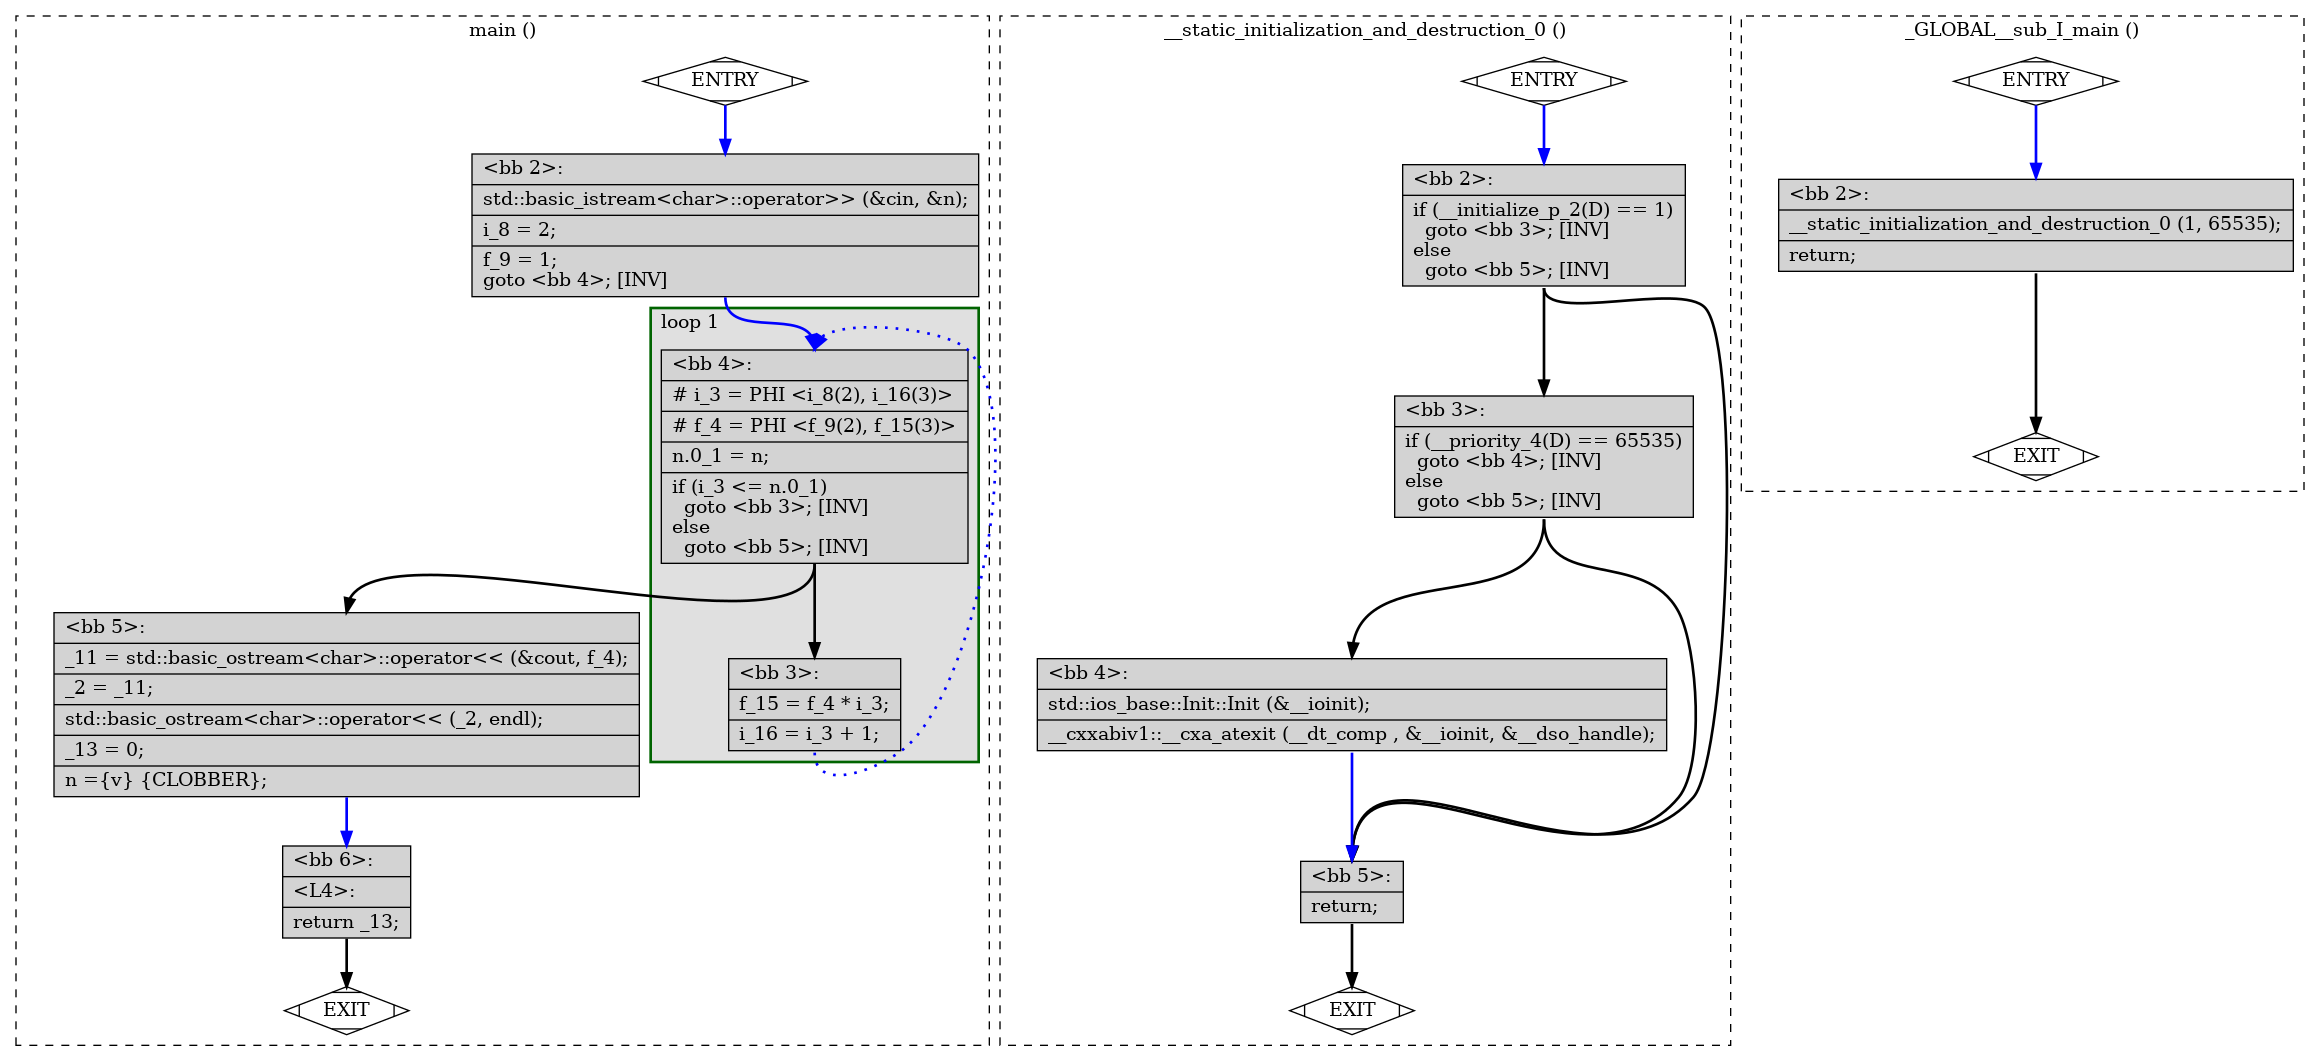 main ()
ENTRY
<bb 2>:
std::basic_istream<char>::operator>> (&cin, &n);
i_8 = 2;
f_9 = 1;
goto <bb 4>; [INV]
loop 1
<bb 4>:
# i_3 = PHI <i_8(2), i_16(3)>
# f_4 = PHI <f_9(2), f_15(3)>
n.0_1 = n;
if (i_3 <= n.0_1)
  goto <bb 3>; [INV]
else
  goto <bb 5>; [INV]
<bb 5>:
_11 = std::basic_ostream<char>::operator<< (&cout, f_4);
_2 = _11;
std::basic_ostream<char>::operator<< (_2, endl);
_13 = 0;
n ={v} {CLOBBER};
<bb 3>:
f_15 = f_4 * i_3;
i_16 = i_3 + 1;
<bb 6>:
<L4>:
return _13;
EXIT
__static_initialization_and_destruction_0 ()
ENTRY
<bb 2>:
if (__initialize_p_2(D) == 1)
  goto <bb 3>; [INV]
else
  goto <bb 5>; [INV]
<bb 3>:
if (__priority_4(D) == 65535)
  goto <bb 4>; [INV]
else
  goto <bb 5>; [INV]
<bb 4>:
std::ios_base::Init::Init (&__ioinit);
__cxxabiv1::__cxa_atexit (__dt_comp , &__ioinit, &__dso_handle);
<bb 5>:
return;
EXIT
_GLOBAL__sub_I_main ()
ENTRY
<bb 2>:
__static_initialization_and_destruction_0 (1, 65535);
return;
EXIT